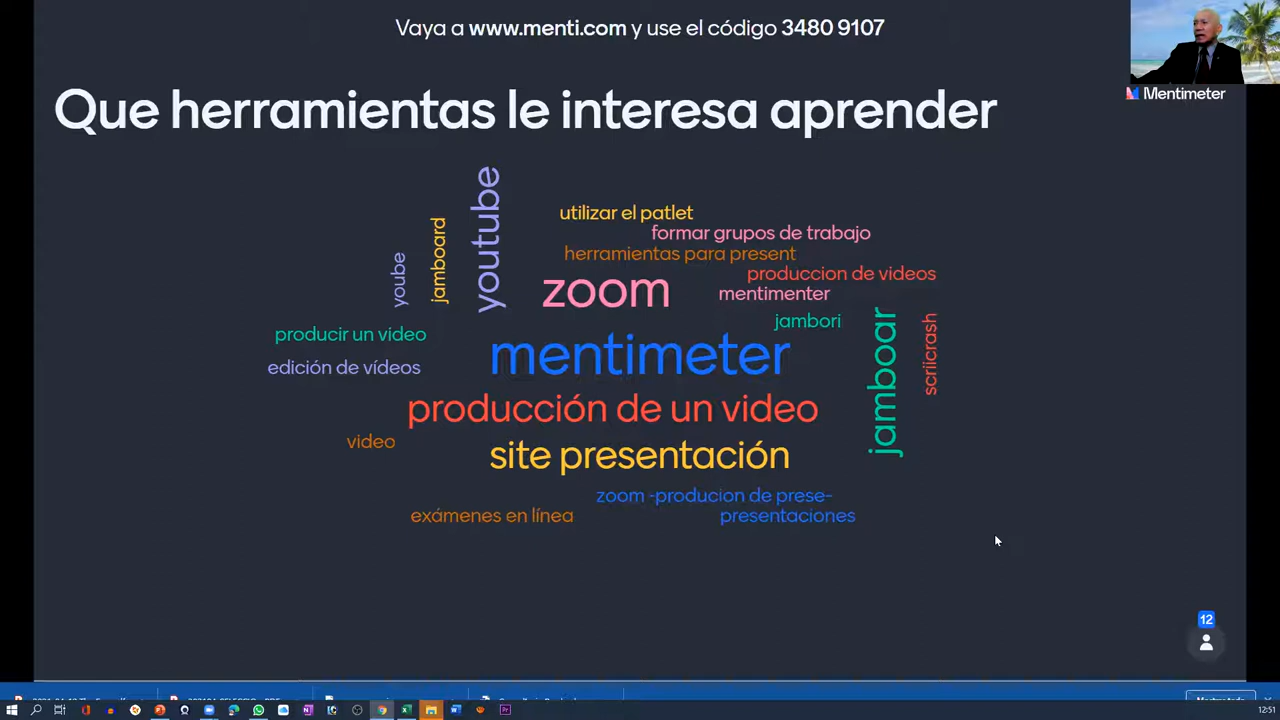 Vaya a www.menti.com y use el código 3480 9107
Mentimeter
Que herramientas le interesa aprender
youtube
utilizar el patlet
jamboard
formar grupos de trabajo
yoube
herramientas para present
produccion de videos
zoom
mentimenter
jambori
jamboar
scriicrash
producir un video
mentimeter
edición de vídeos
producción de un video
video
site presentación
zoom -producion de prese-
exámenes en línea
presentaciones
12
12:51